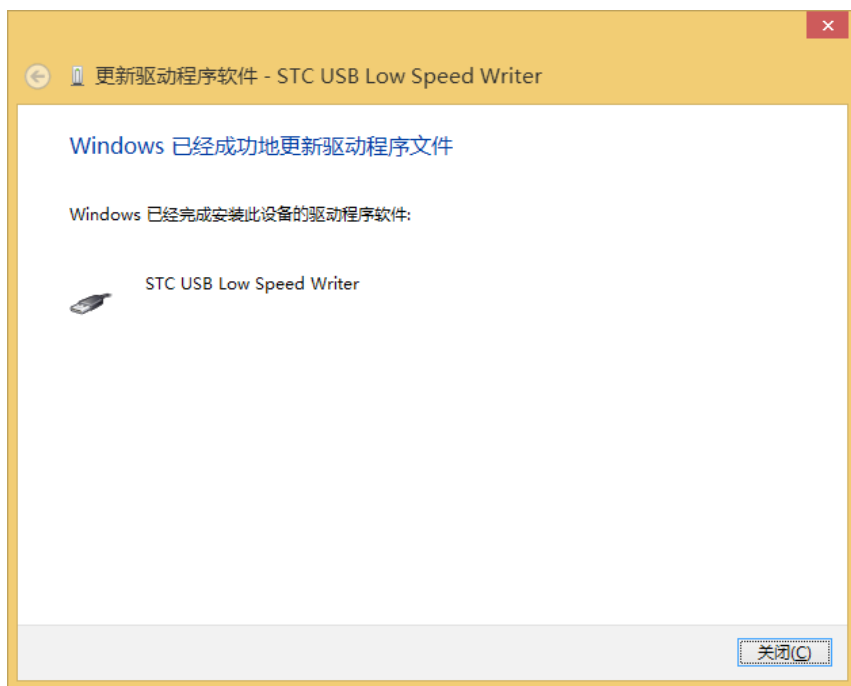 更新驱动程序软件 - STC USB Low Speed Writer
Windows 已经成功地更新驱动程序文件
Windows 已经完成安装此设备的驱动程序软件:
STC USB Low Speed Writer
关闭(C)